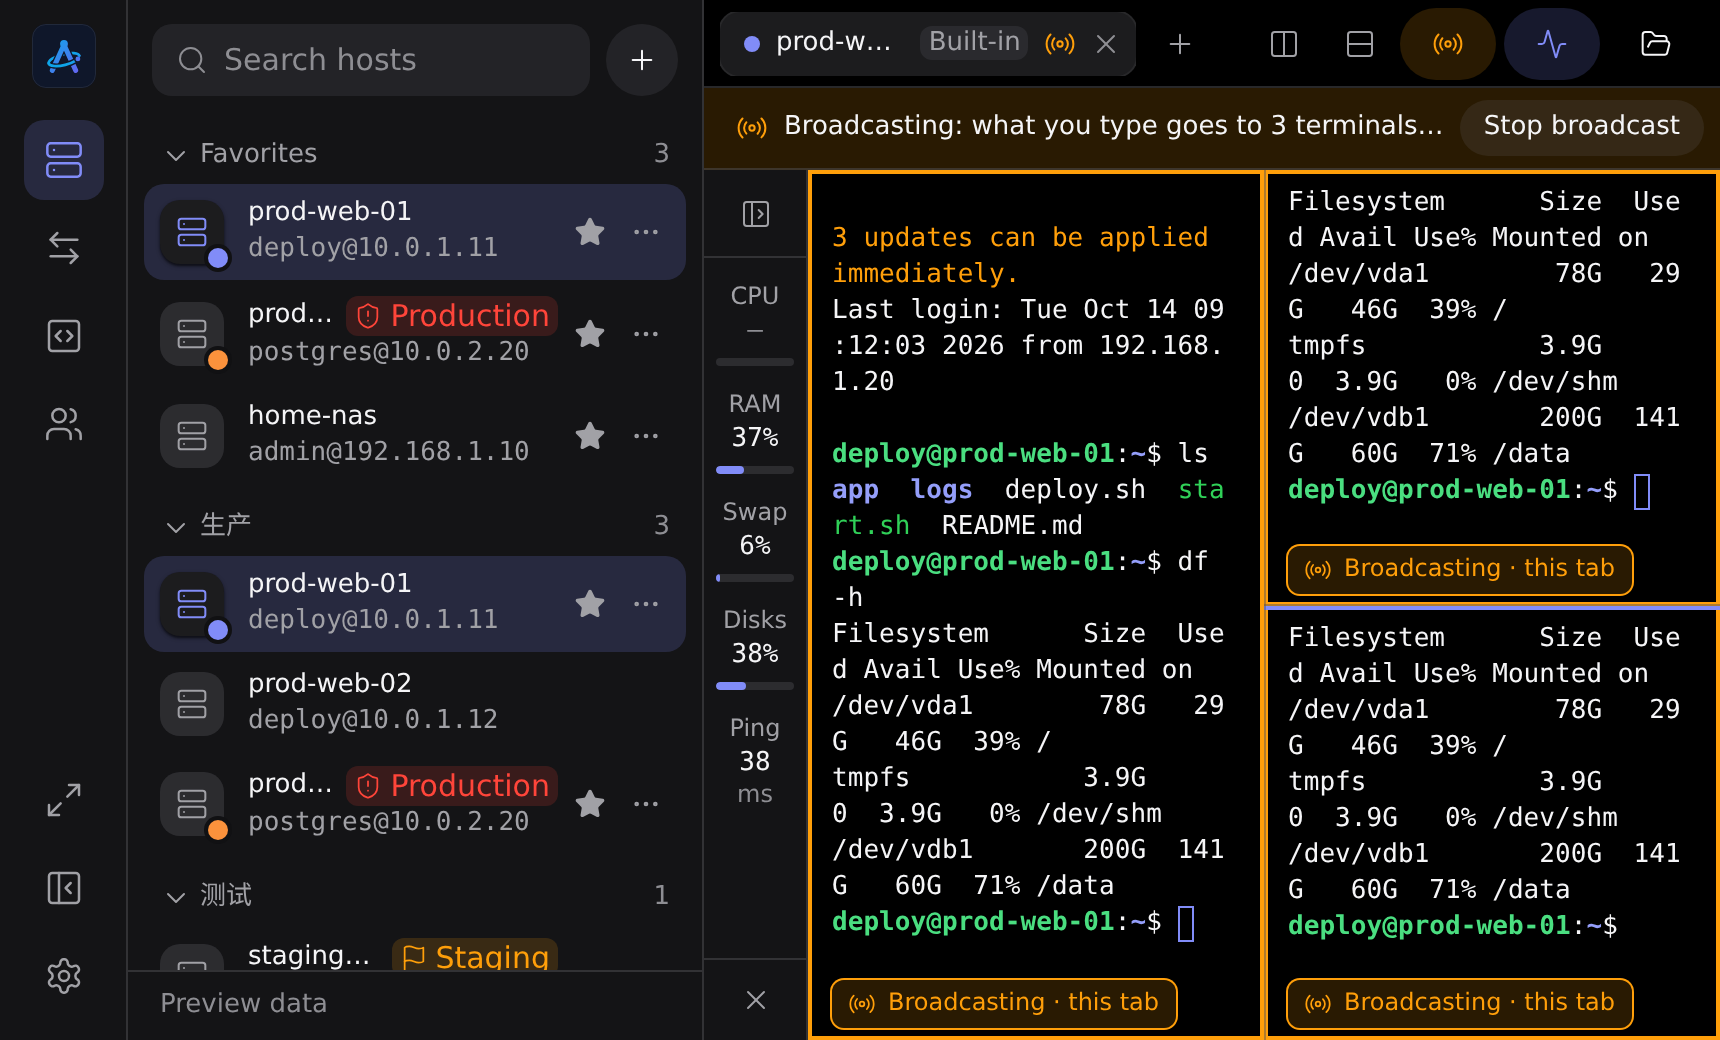 Search hosts
Favorites 3
prod-web-01
deploy@10.0.1.11
prod... Production
postgres@10.0.2.20
home-nas
admin@192.168.1.10
生产 3
prod-web-01
deploy@10.0.1.11
prod-web-02
deploy@10.0.1.12
prod... Production
postgres@10.0.2.20
测试 1
staging... Staging
Preview data
prod-w... Built-in
Broadcasting: what you type goes to 3 terminals... Stop broadcast
CPU
—
RAM
37%
Swap
6%
Disks
38%
Ping
38
ms
3 updates can be applied
immediately.
Last login: Tue Oct 14 09
:12:03 2026 from 192.168.
1.20
deploy@prod-web-01:~$ ls
app  logs  deploy.sh  sta
rt.sh  README.md
deploy@prod-web-01:~$ df
-h
Filesystem      Size  Use
d Avail Use% Mounted on
/dev/vda1        78G   29
G   46G  39% /
tmpfs           3.9G
0  3.9G   0% /dev/shm
/dev/vdb1       200G  141
G   60G  71% /data
deploy@prod-web-01:~$
Broadcasting · this tab
Filesystem      Size  Use
d Avail Use% Mounted on
/dev/vda1        78G   29
G   46G  39% /
tmpfs           3.9G
0  3.9G   0% /dev/shm
/dev/vdb1       200G  141
G   60G  71% /data
deploy@prod-web-01:~$
Broadcasting · this tab
Filesystem      Size  Use
d Avail Use% Mounted on
/dev/vda1        78G   29
G   46G  39% /
tmpfs           3.9G
0  3.9G   0% /dev/shm
/dev/vdb1       200G  141
G   60G  71% /data
deploy@prod-web-01:~$
Broadcasting · this tab